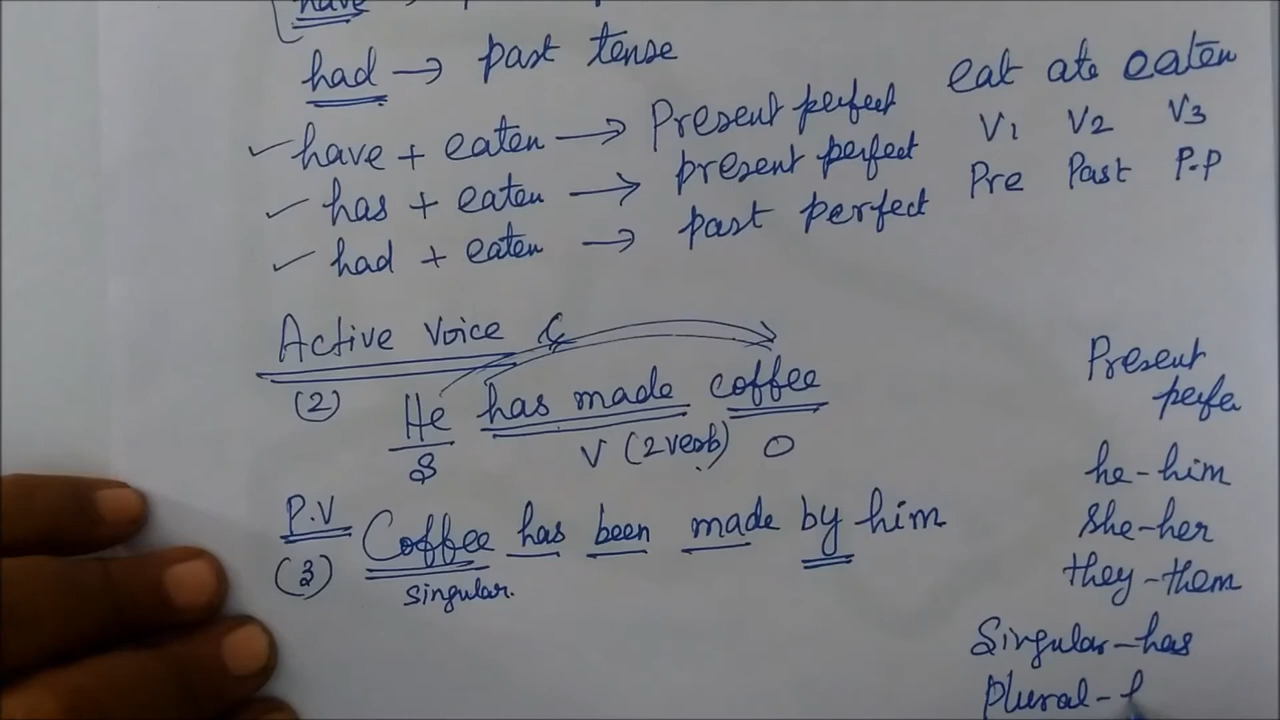 have
had → past tense
eat ate eaten
V1 V2 V3
Pre Past P.P
✓ have + eaten → Present perfect
✓ has + eaten → present perfect
✓ had + eaten → past perfect
Active Voice
(2) He has made coffee
S V (2 verb) O
P.V
(3) Coffee has been made by him
singular.
Present
perfe
he-him
She-her
they-them
Singular-has
Plural-